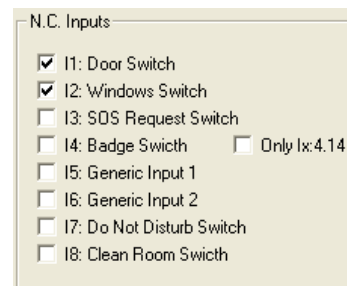 N.C. Inputs
I1: Door Switch
I2: Windows Switch
I3: SOS Request Switch
I4: Badge Swicth Only Ix:4.14
I5: Generic Input 1
I6: Generic Input 2
I7: Do Not Disturb Switch
I8: Clean Room Swicth